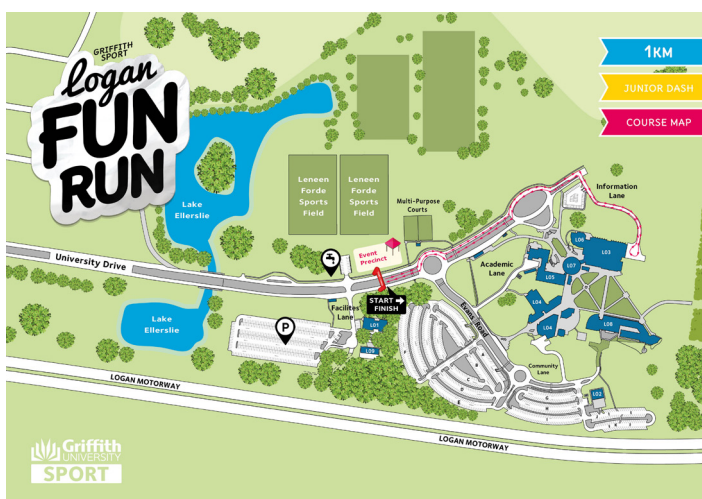 GRIFFITH
SPORT
logan
FUN
RUN
1KM
JUNIOR DASH
COURSE MAP
Lake
Ellerslie
Leneen
Forde
Sports
Field
Leneen
Forde
Sports
Field
Multi-Purpose
Courts
Information
Lane
Event
Precinct
University Drive
START
FINISH
Academic
Lane
L06
L03
L07
L05
L04
L04
L08
Lake
Ellerslie
P
Facilites
Lane
L01
L09
Evans Road
Community
Lane
L02
LOGAN MOTORWAY
LOGAN MOTORWAY
Griffith
UNIVERSITY
SPORT